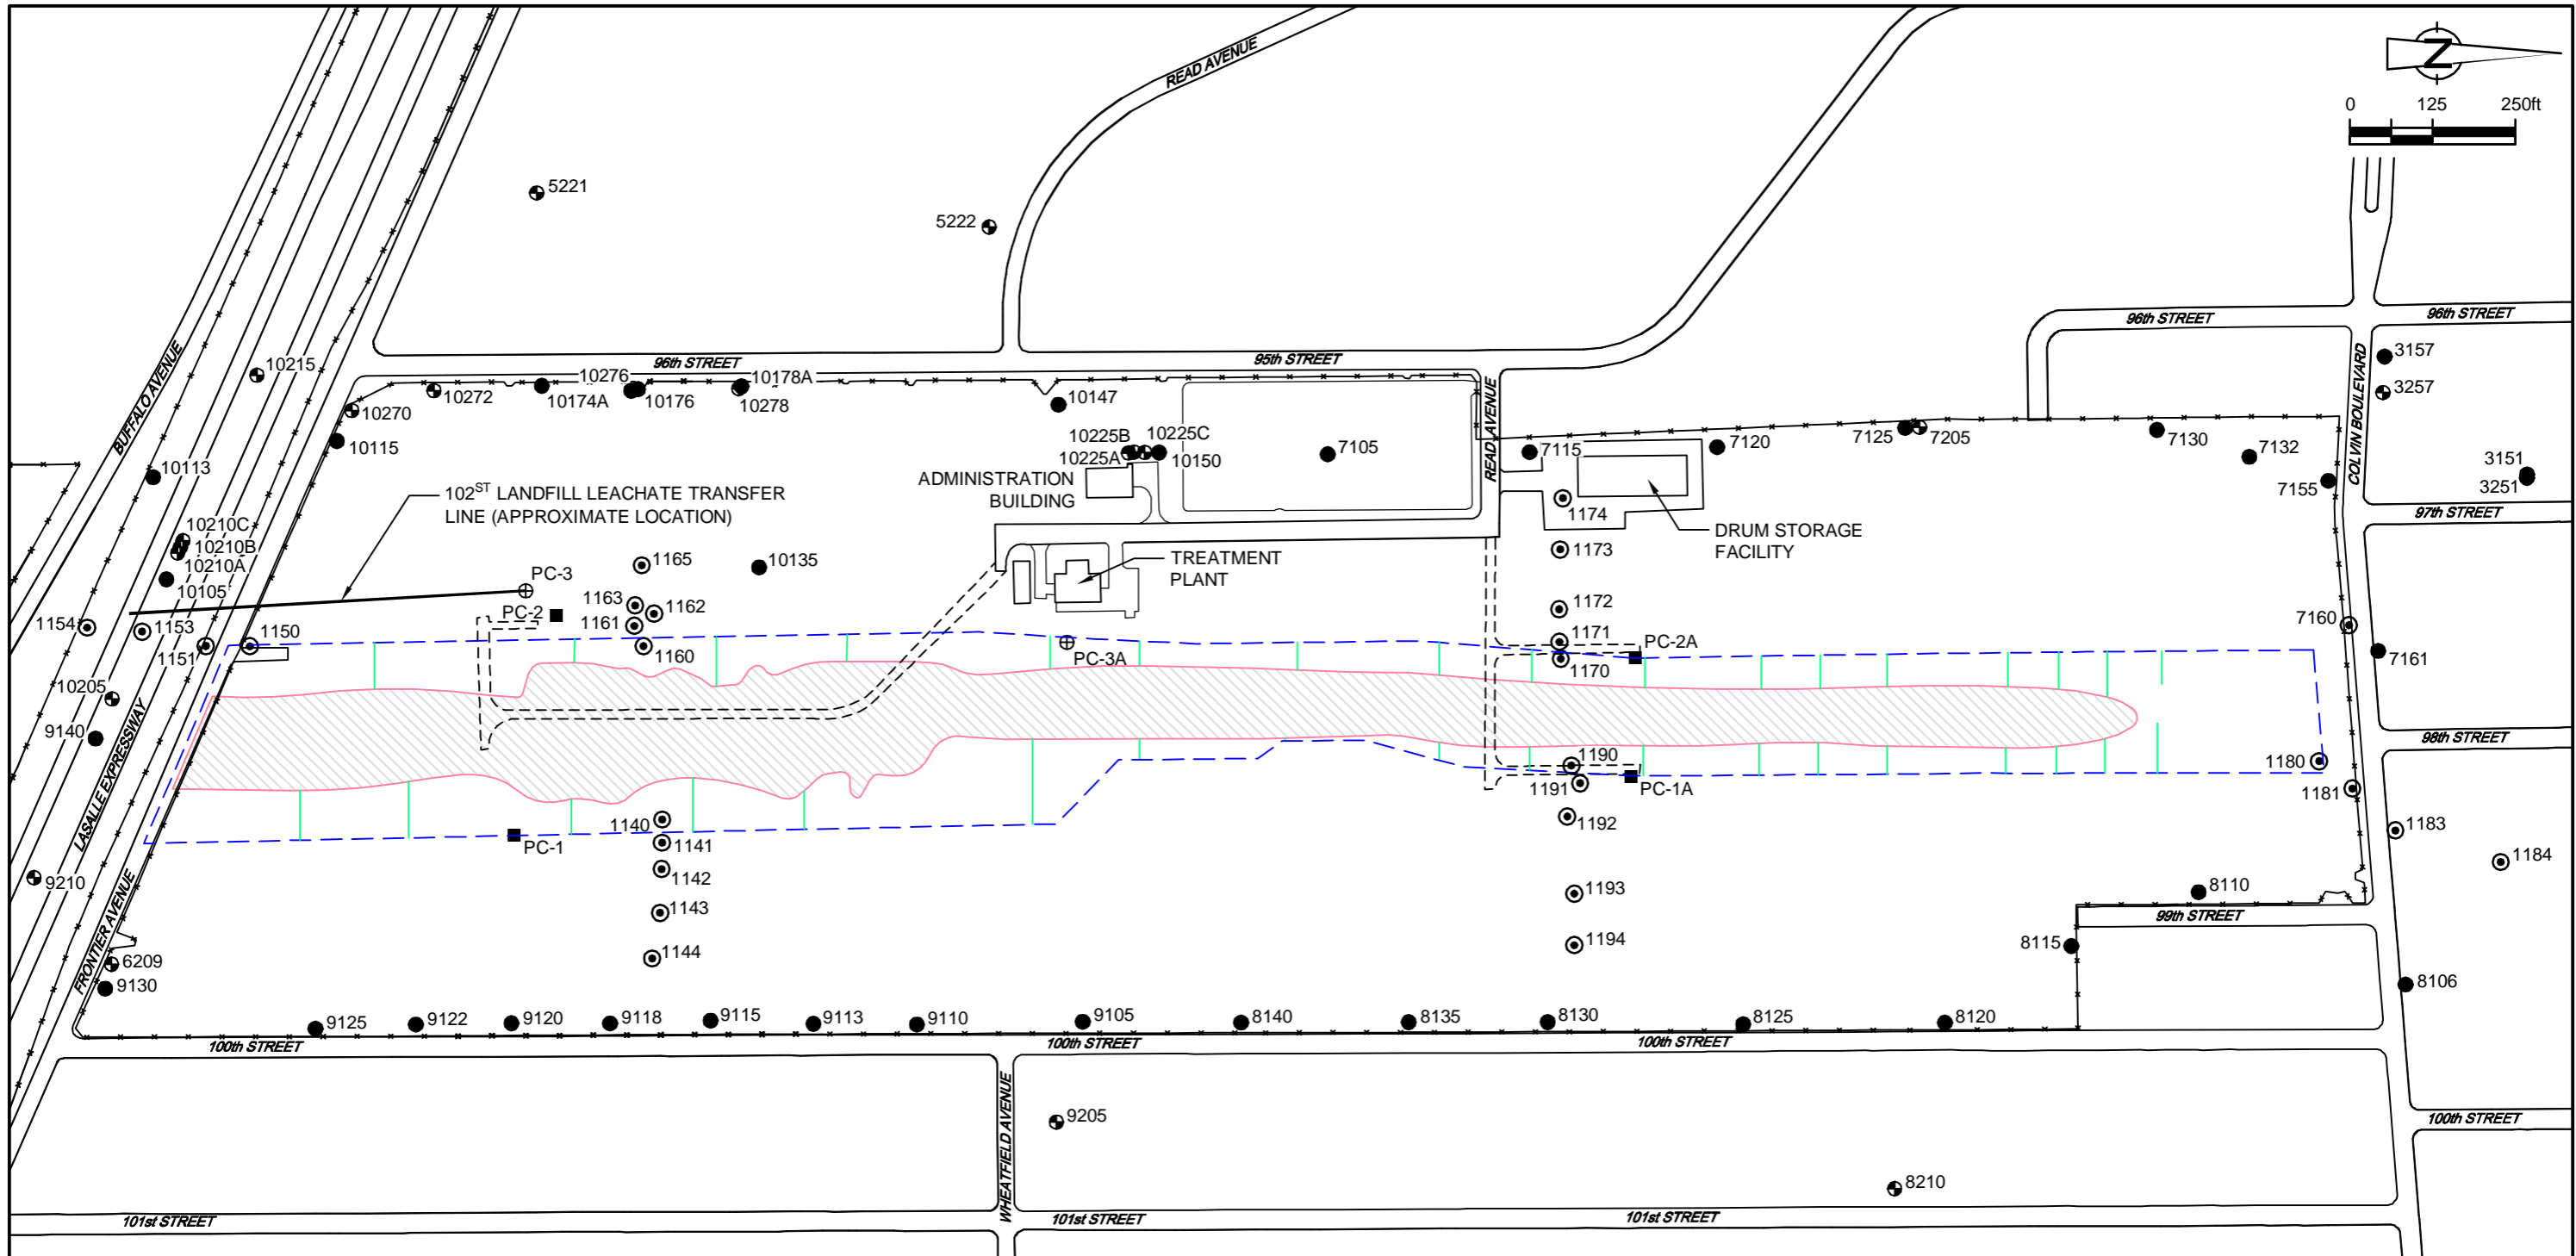 READ AVENUE
N
0 125 250ft
5221
5222
BUFFALO AVENUE
10215
10270
10272
96th STREET
10276
10174A
10176
10178A
10278
95th STREET
10147
10225B
10225C
10225A
10150
7105
READ AVENUE
7115
7120
7125
7205
96th STREET
96th STREET
COLVIN BOULEVARD
3157
3257
7130
7132
7155
3151
3251
97th STREET
10115
10113
ADMINISTRATION
BUILDING
102ST LANDFILL LEACHATE TRANSFER
LINE (APPROXIMATE LOCATION)
10210C
10210B
10210A
10105
1174
DRUM STORAGE
FACILITY
1173
TREATMENT
PLANT
1165
10135
PC-3
PC-2
1163
1162
1161
1160
1154
1153
1151
1150
PC-3A
1172
1171
1170
PC-2A
7160
7161
10205
9140
LASALLE EXPRESSWAY
98th STREET
1190
1191
PC-1A
1192
1180
1181
1183
1184
1140
1141
1142
1143
1144
PC-1
9210
FRONTIER AVENUE
6209
9130
1193
1194
8110
99th STREET
8115
8106
9125
9122
9120
9118
9115
9113
9110
9105
8140
8135
8130
8125
8120
100th STREET
100th STREET
100th STREET
100th STREET
WHEATFIELD AVENUE
9205
8210
101st STREET
101st STREET
101st STREET